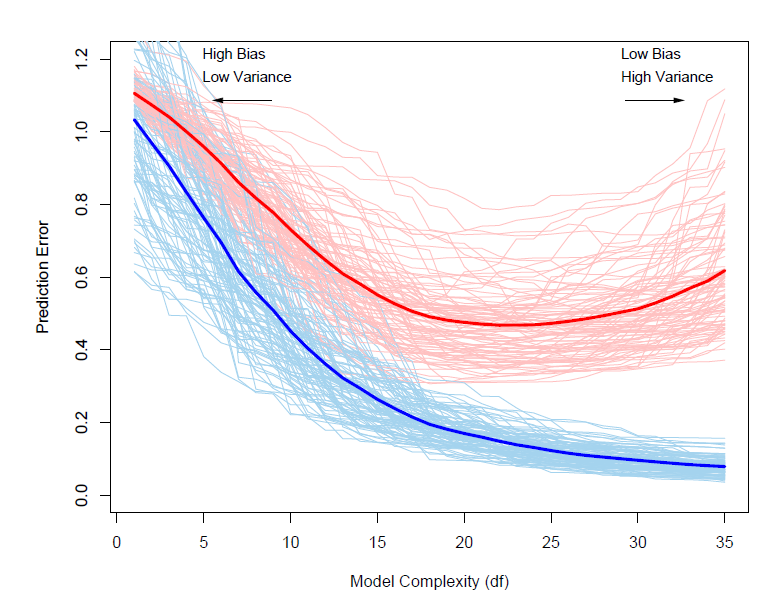 High Bias
Low Variance
Low Bias
High Variance
Prediction Error
1.2
1.0
0.8
0.6
0.4
0.2
0.0
0 5 10 15 20 25 30 35
Model Complexity (df)